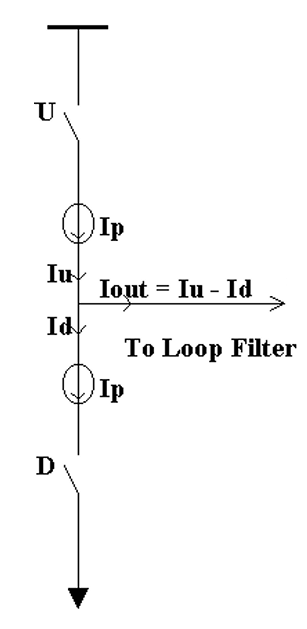 U
Ip
Iu
Iout = Iu - Id
Id
To Loop Filter
Ip
D